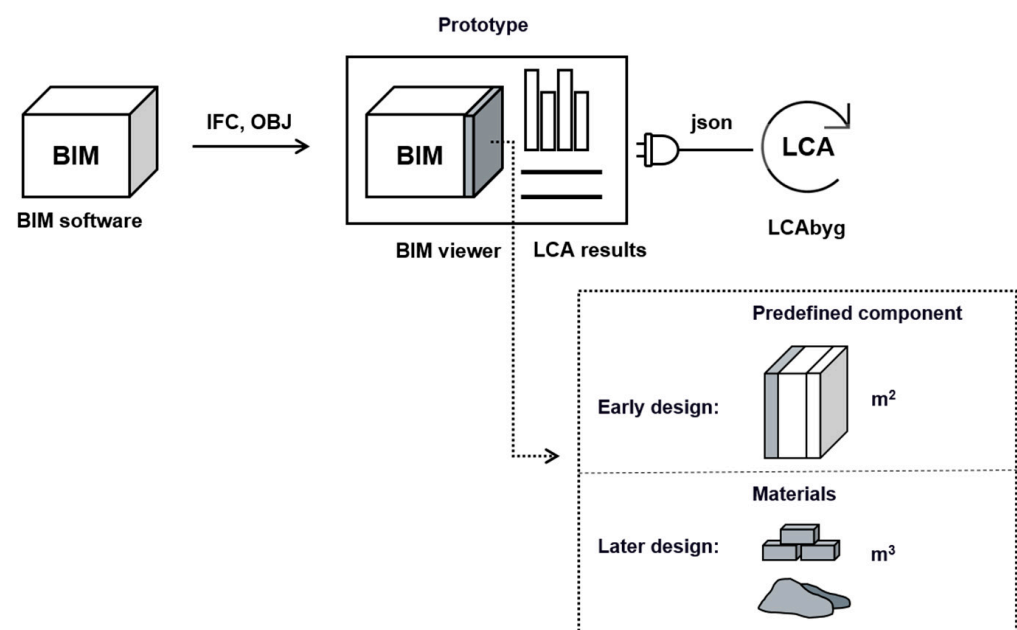 Prototype
BIM
IFC, OBJ
BIM
json
LCA
BIM software
LCAbyg
BIM viewer
LCA results
Predefined component
Early design:
m²
Materials
Later design:
m³